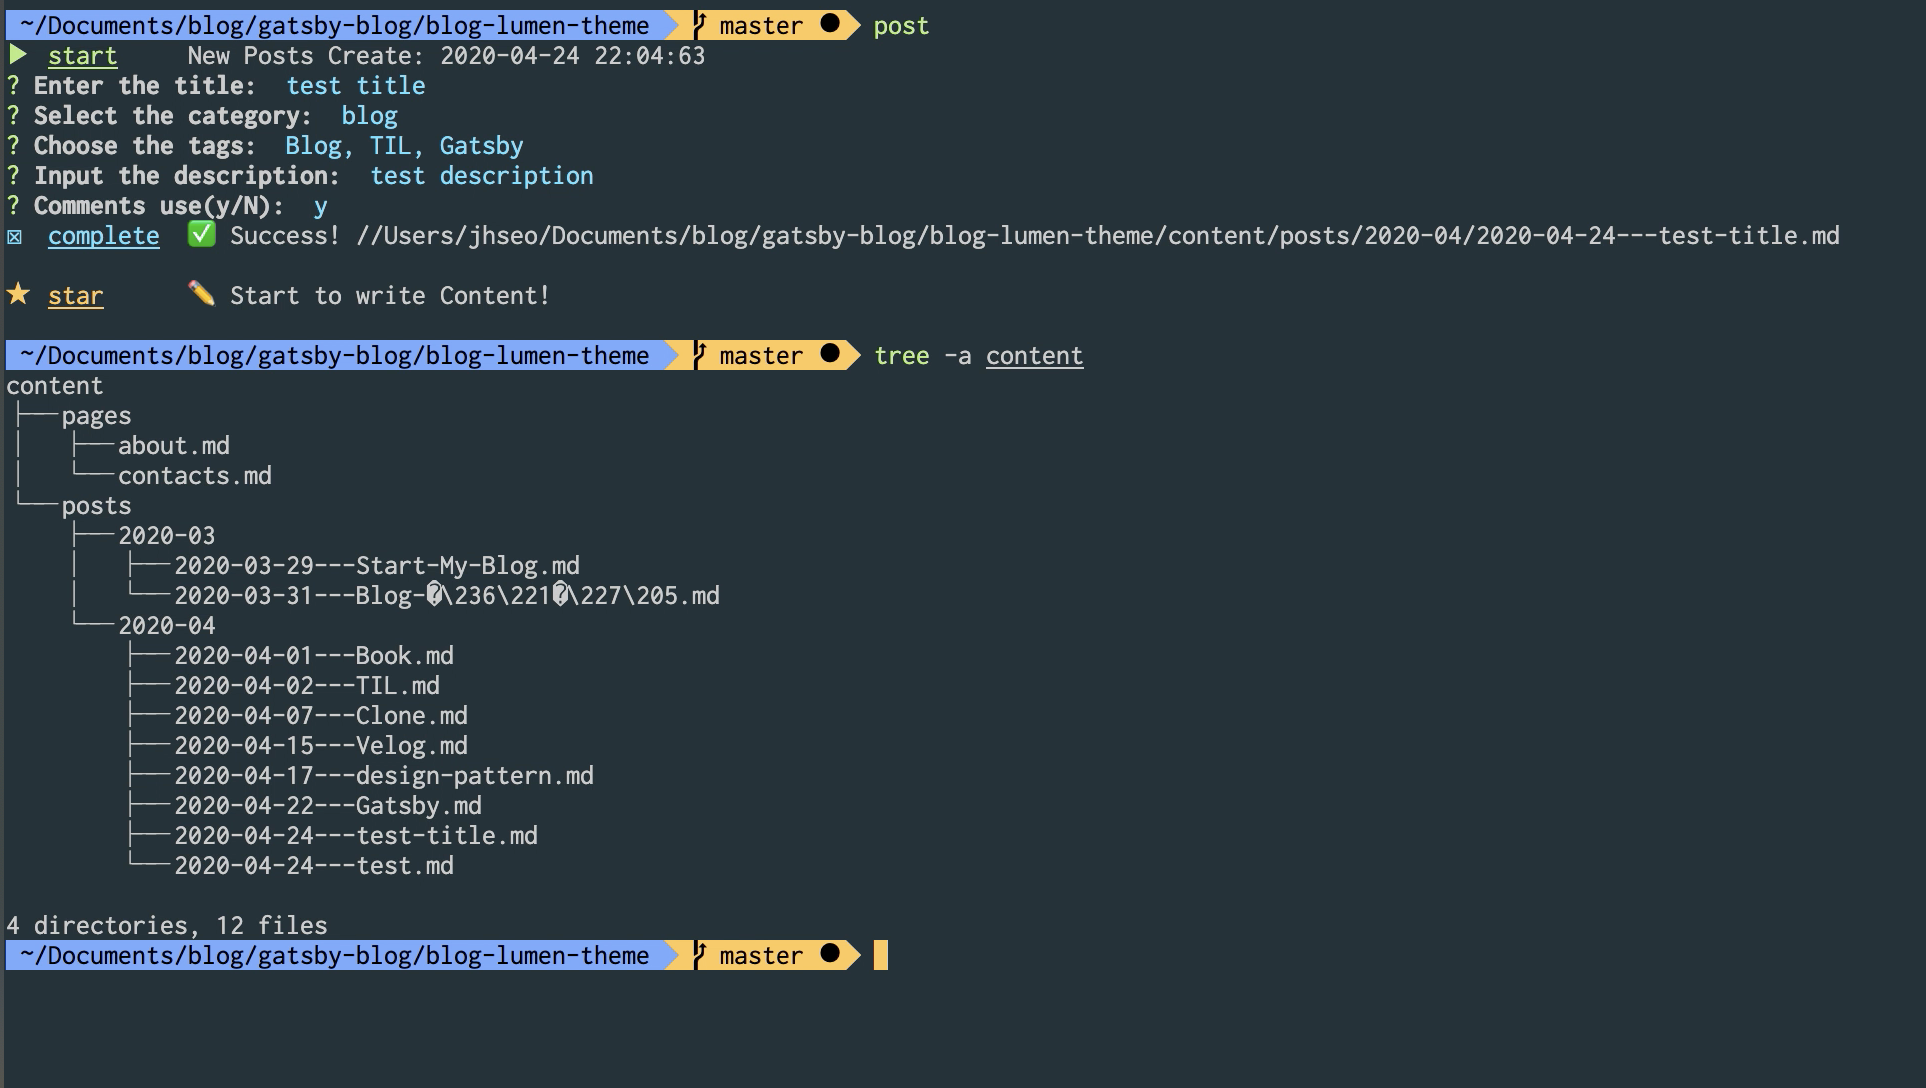 ~/Documents/blog/gatsby-blog/blog-lumen-theme master ● post
▶ start New Posts Create: 2020-04-24 22:04:63
? Enter the title: test title
? Select the category: blog
? Choose the tags: Blog, TIL, Gatsby
? Input the description: test description
? Comments use(y/N): y
☒ complete ✅ Success! //Users/jhseo/Documents/blog/gatsby-blog/blog-lumen-theme/content/posts/2020-04/2020-04-24---test-title.md
★ star ✏️ Start to write Content!
~/Documents/blog/gatsby-blog/blog-lumen-theme master ● tree -a content
content
├── pages
│   ├── about.md
│   └── contacts.md
└── posts
    ├── 2020-03
    │   ├── 2020-03-29---Start-My-Blog.md
    │   └── 2020-03-31---Blog-�\236\221�\227\205.md
    └── 2020-04
        ├── 2020-04-01---Book.md
        ├── 2020-04-02---TIL.md
        ├── 2020-04-07---Clone.md
        ├── 2020-04-15---Velog.md
        ├── 2020-04-17---design-pattern.md
        ├── 2020-04-22---Gatsby.md
        ├── 2020-04-24---test-title.md
        └── 2020-04-24---test.md
4 directories, 12 files
~/Documents/blog/gatsby-blog/blog-lumen-theme master ●